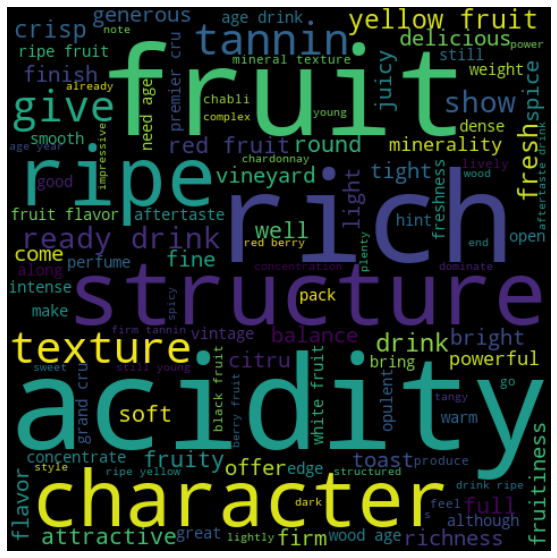 generous age drink yellow fruit
crisp tannin delicious
note power
ripe fruit mineral texture still
finish already premier cru weight
fruit juicy
give need age chabli show spice
complex young dense
smooth impressive red fruit round minerality fresh
age year chardonnay tight lively
good ripe vineyard light freshness wood
fruit flavor aftertaste rich hint aftertaste drink
ready drink red berry well plenty end open
come perfume fine
along concentration dominate
intense structure pack
make spicy
firm tannin vintage balance drink bright
texture citru bring powerful
sweet still young black fruit white fruit opulent go
acidity tangy
soft grand cru berry fruit warm
concentrate fruity toast fruitiness
style ripe yellow offer edge structured produce
flavor drink ripe
character dark full feel although
s
attractive great lightly firm wood age richness